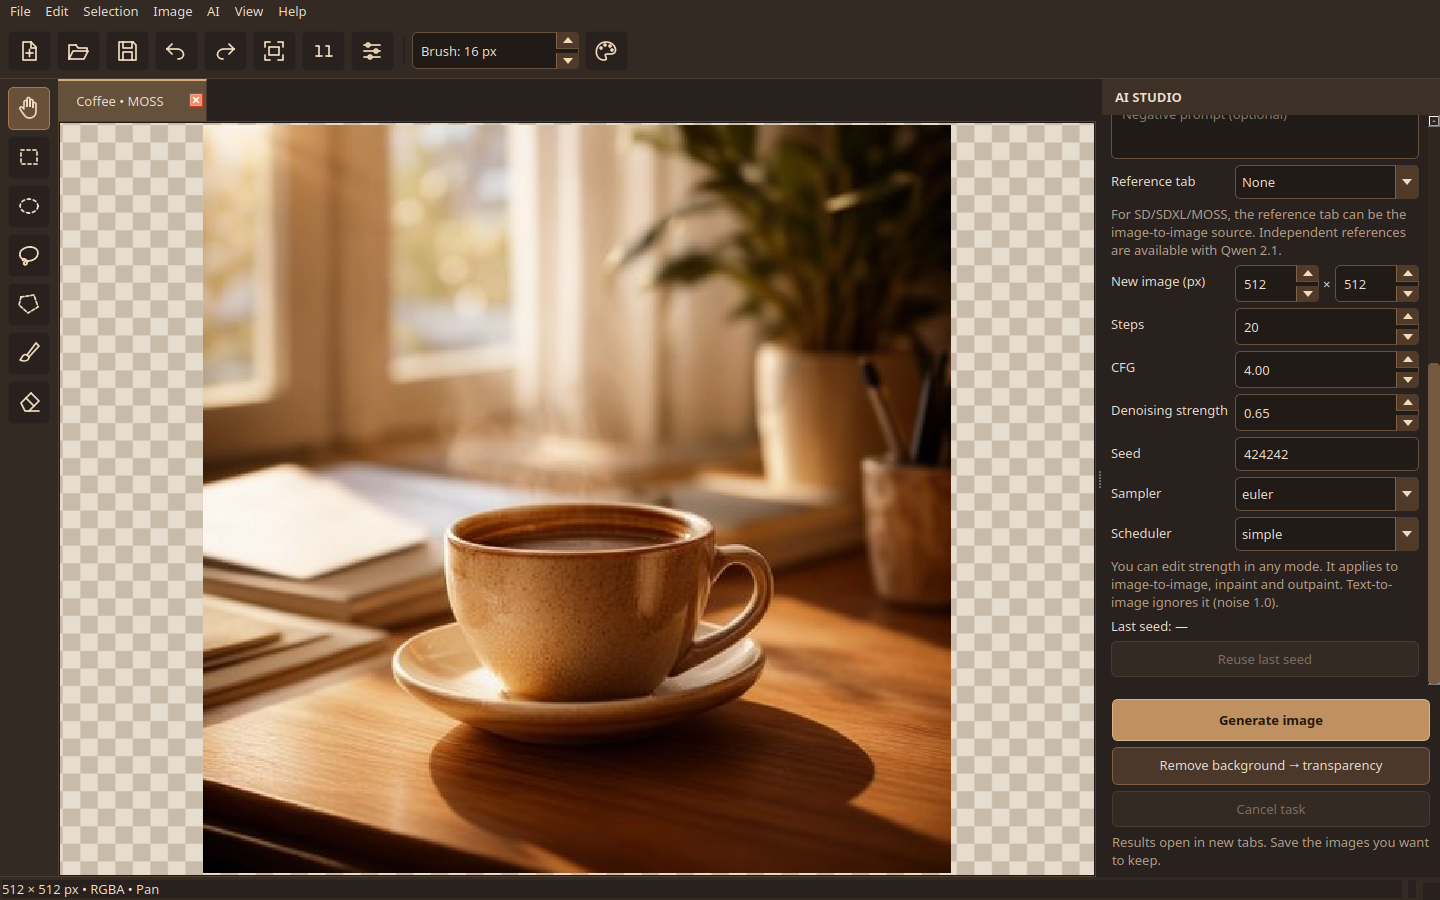 File Edit Selection Image AI View Help
11 Brush: 16 px
Coffee • MOSS
AI STUDIO
Negative prompt (optional)
Reference tab None
For SD/SDXL/MOSS, the reference tab can be the
image-to-image source. Independent references
are available with Qwen 2.1.
New image (px) 512 × 512
Steps 20
CFG 4.00
Denoising strength 0.65
Seed 424242
Sampler euler
Scheduler simple
You can edit strength in any mode. It applies to
image-to-image, inpaint and outpaint. Text-to-
image ignores it (noise 1.0).
Last seed: —
Reuse last seed
Generate image
Remove background → transparency
Cancel task
Results open in new tabs. Save the images you want
to keep.
512 × 512 px • RGBA • Pan